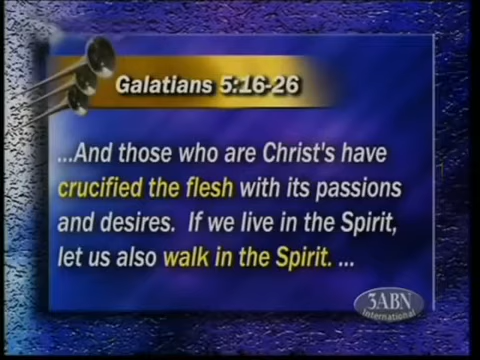 Galatians 5:16-26
...And those who are Christ's have
crucified the flesh with its passions
and desires.  If we live in the Spirit,
let us also walk in the Spirit. ...
3ABN
International